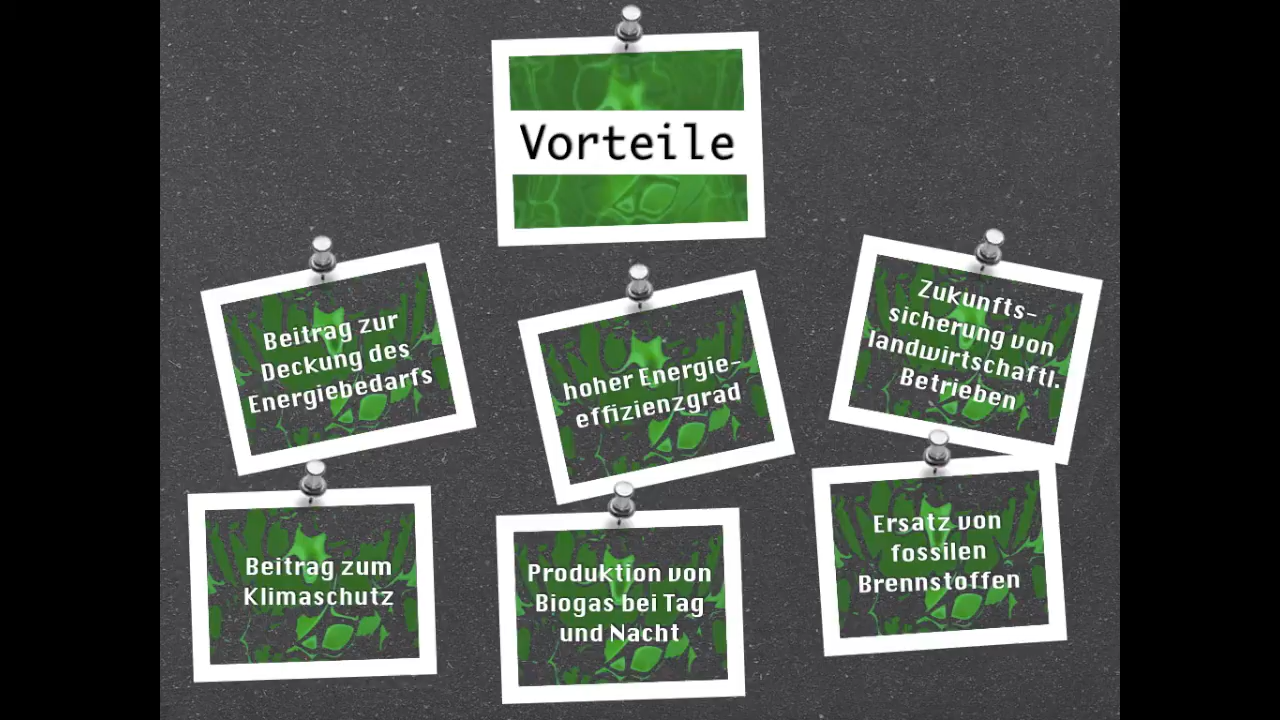 Vorteile
Beitrag zur
Deckung des
Energiebedarfs
hoher Energie-
effizienzgrad
Zukunfts-
sicherung von
landwirtschaftl.
Betrieben
Beitrag zum
Klimaschutz
Produktion von
Biogas bei Tag
und Nacht
Ersatz von
fossilen
Brennstoffen